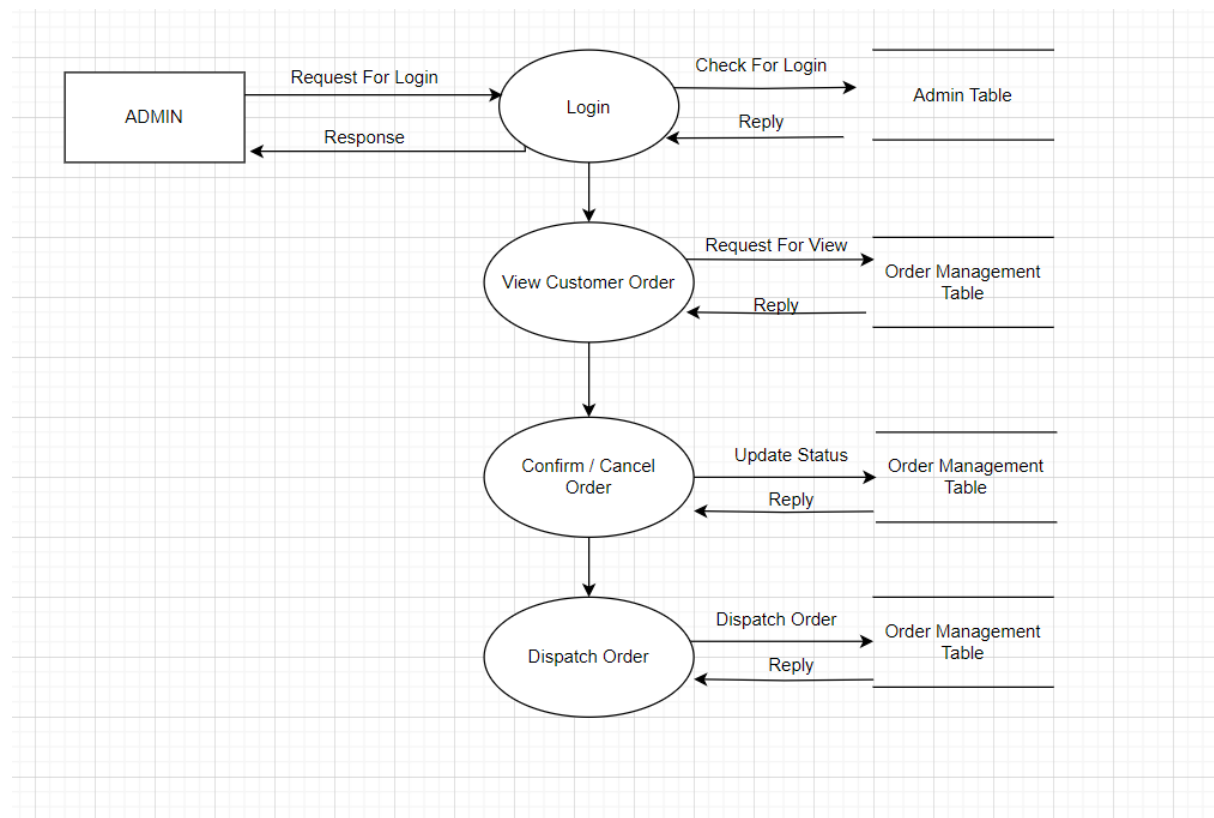 Request For Login
Check For Login
ADMIN
Login
Admin Table
Response
Reply
Request For View
View Customer Order
Order Management
Table
Reply
Update Status
Confirm / Cancel
Order
Order Management
Table
Reply
Dispatch Order
Dispatch Order
Order Management
Table
Reply